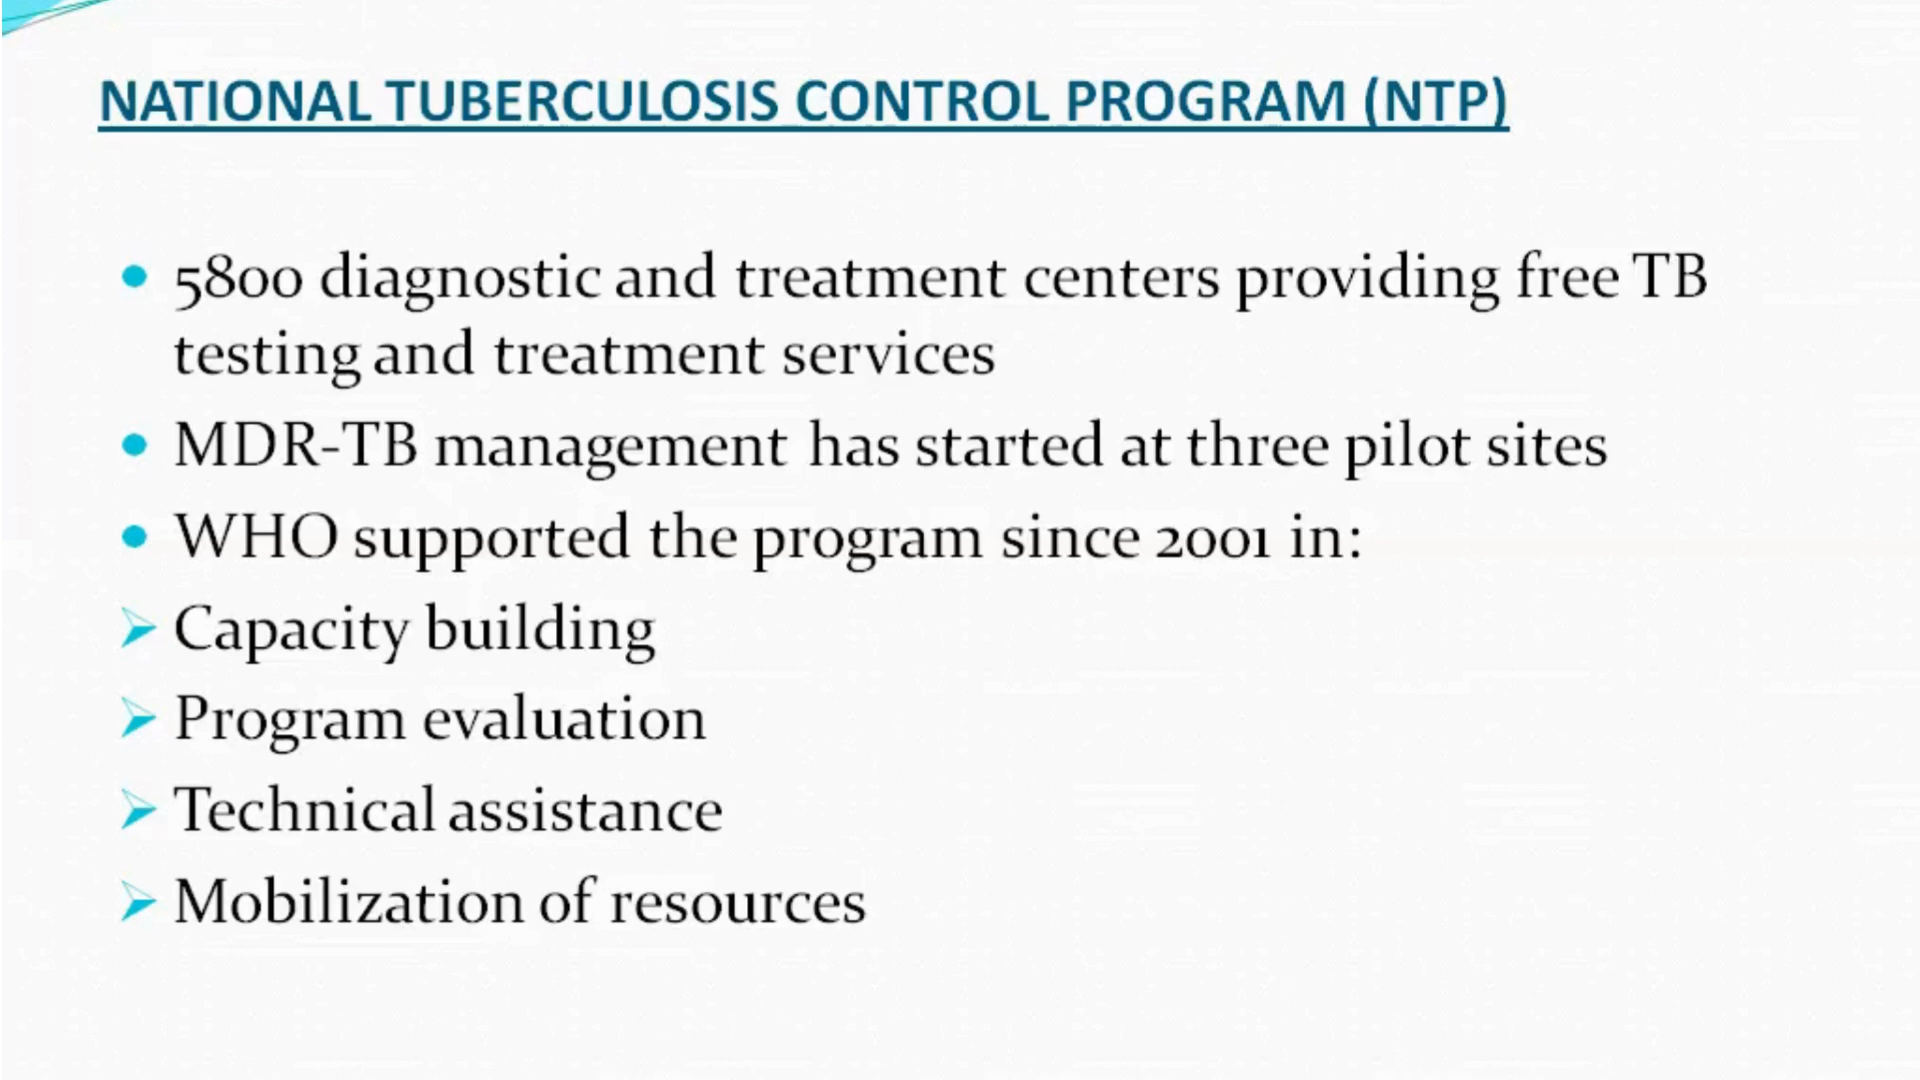 NATIONAL TUBERCULOSIS CONTROL PROGRAM (NTP)
5800 diagnostic and treatment centers providing free TB
testing and treatment services
MDR-TB management has started at three pilot sites
WHO supported the program since 2001 in:
Capacity building
Program evaluation
Technical assistance
Mobilization of resources